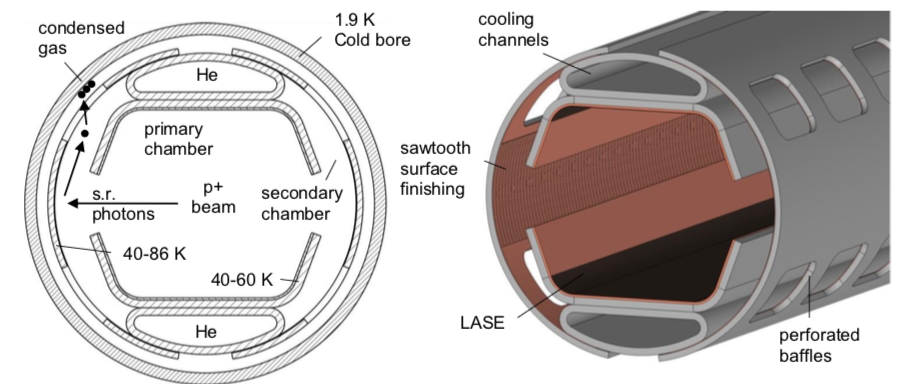 condensed
gas
1.9 K
Cold bore
He
primary
chamber
s.r.
photons
p+
beam
secondary
chamber
40-86 K
40-60 K
He
cooling
channels
sawtooth
surface
finishing
LASE
perforated
baffles